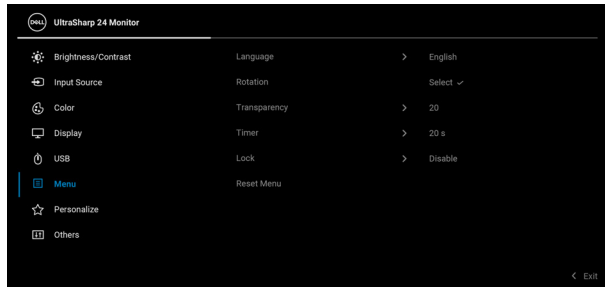 DELL UltraSharp 24 Monitor
Brightness/Contrast Language > English
Input Source Rotation Select ✓
Color Transparency > 20
Display Timer > 20 s
USB Lock > Disable
Menu Reset Menu
Personalize
Others
< Exit